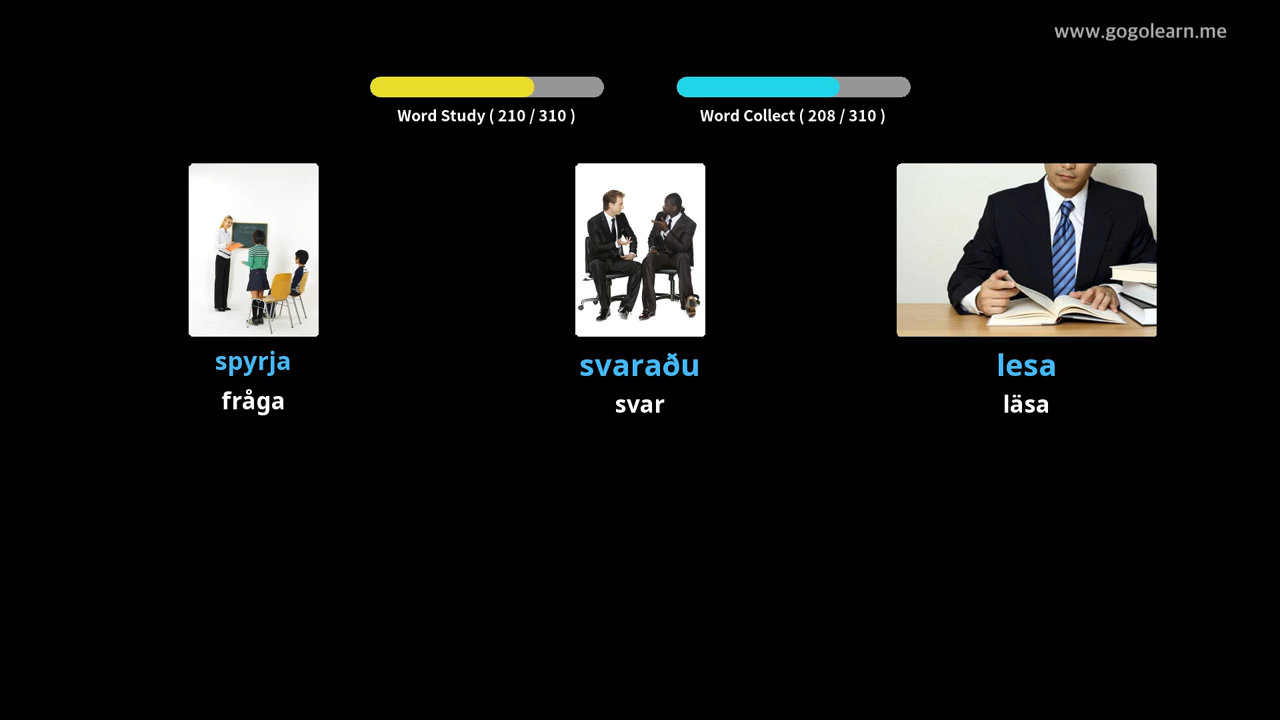 www.gogolearn.me
Word Study ( 210 / 310 )
Word Collect ( 208 / 310 )
spyrja
fråga
svaraðu
svar
lesa
läsa